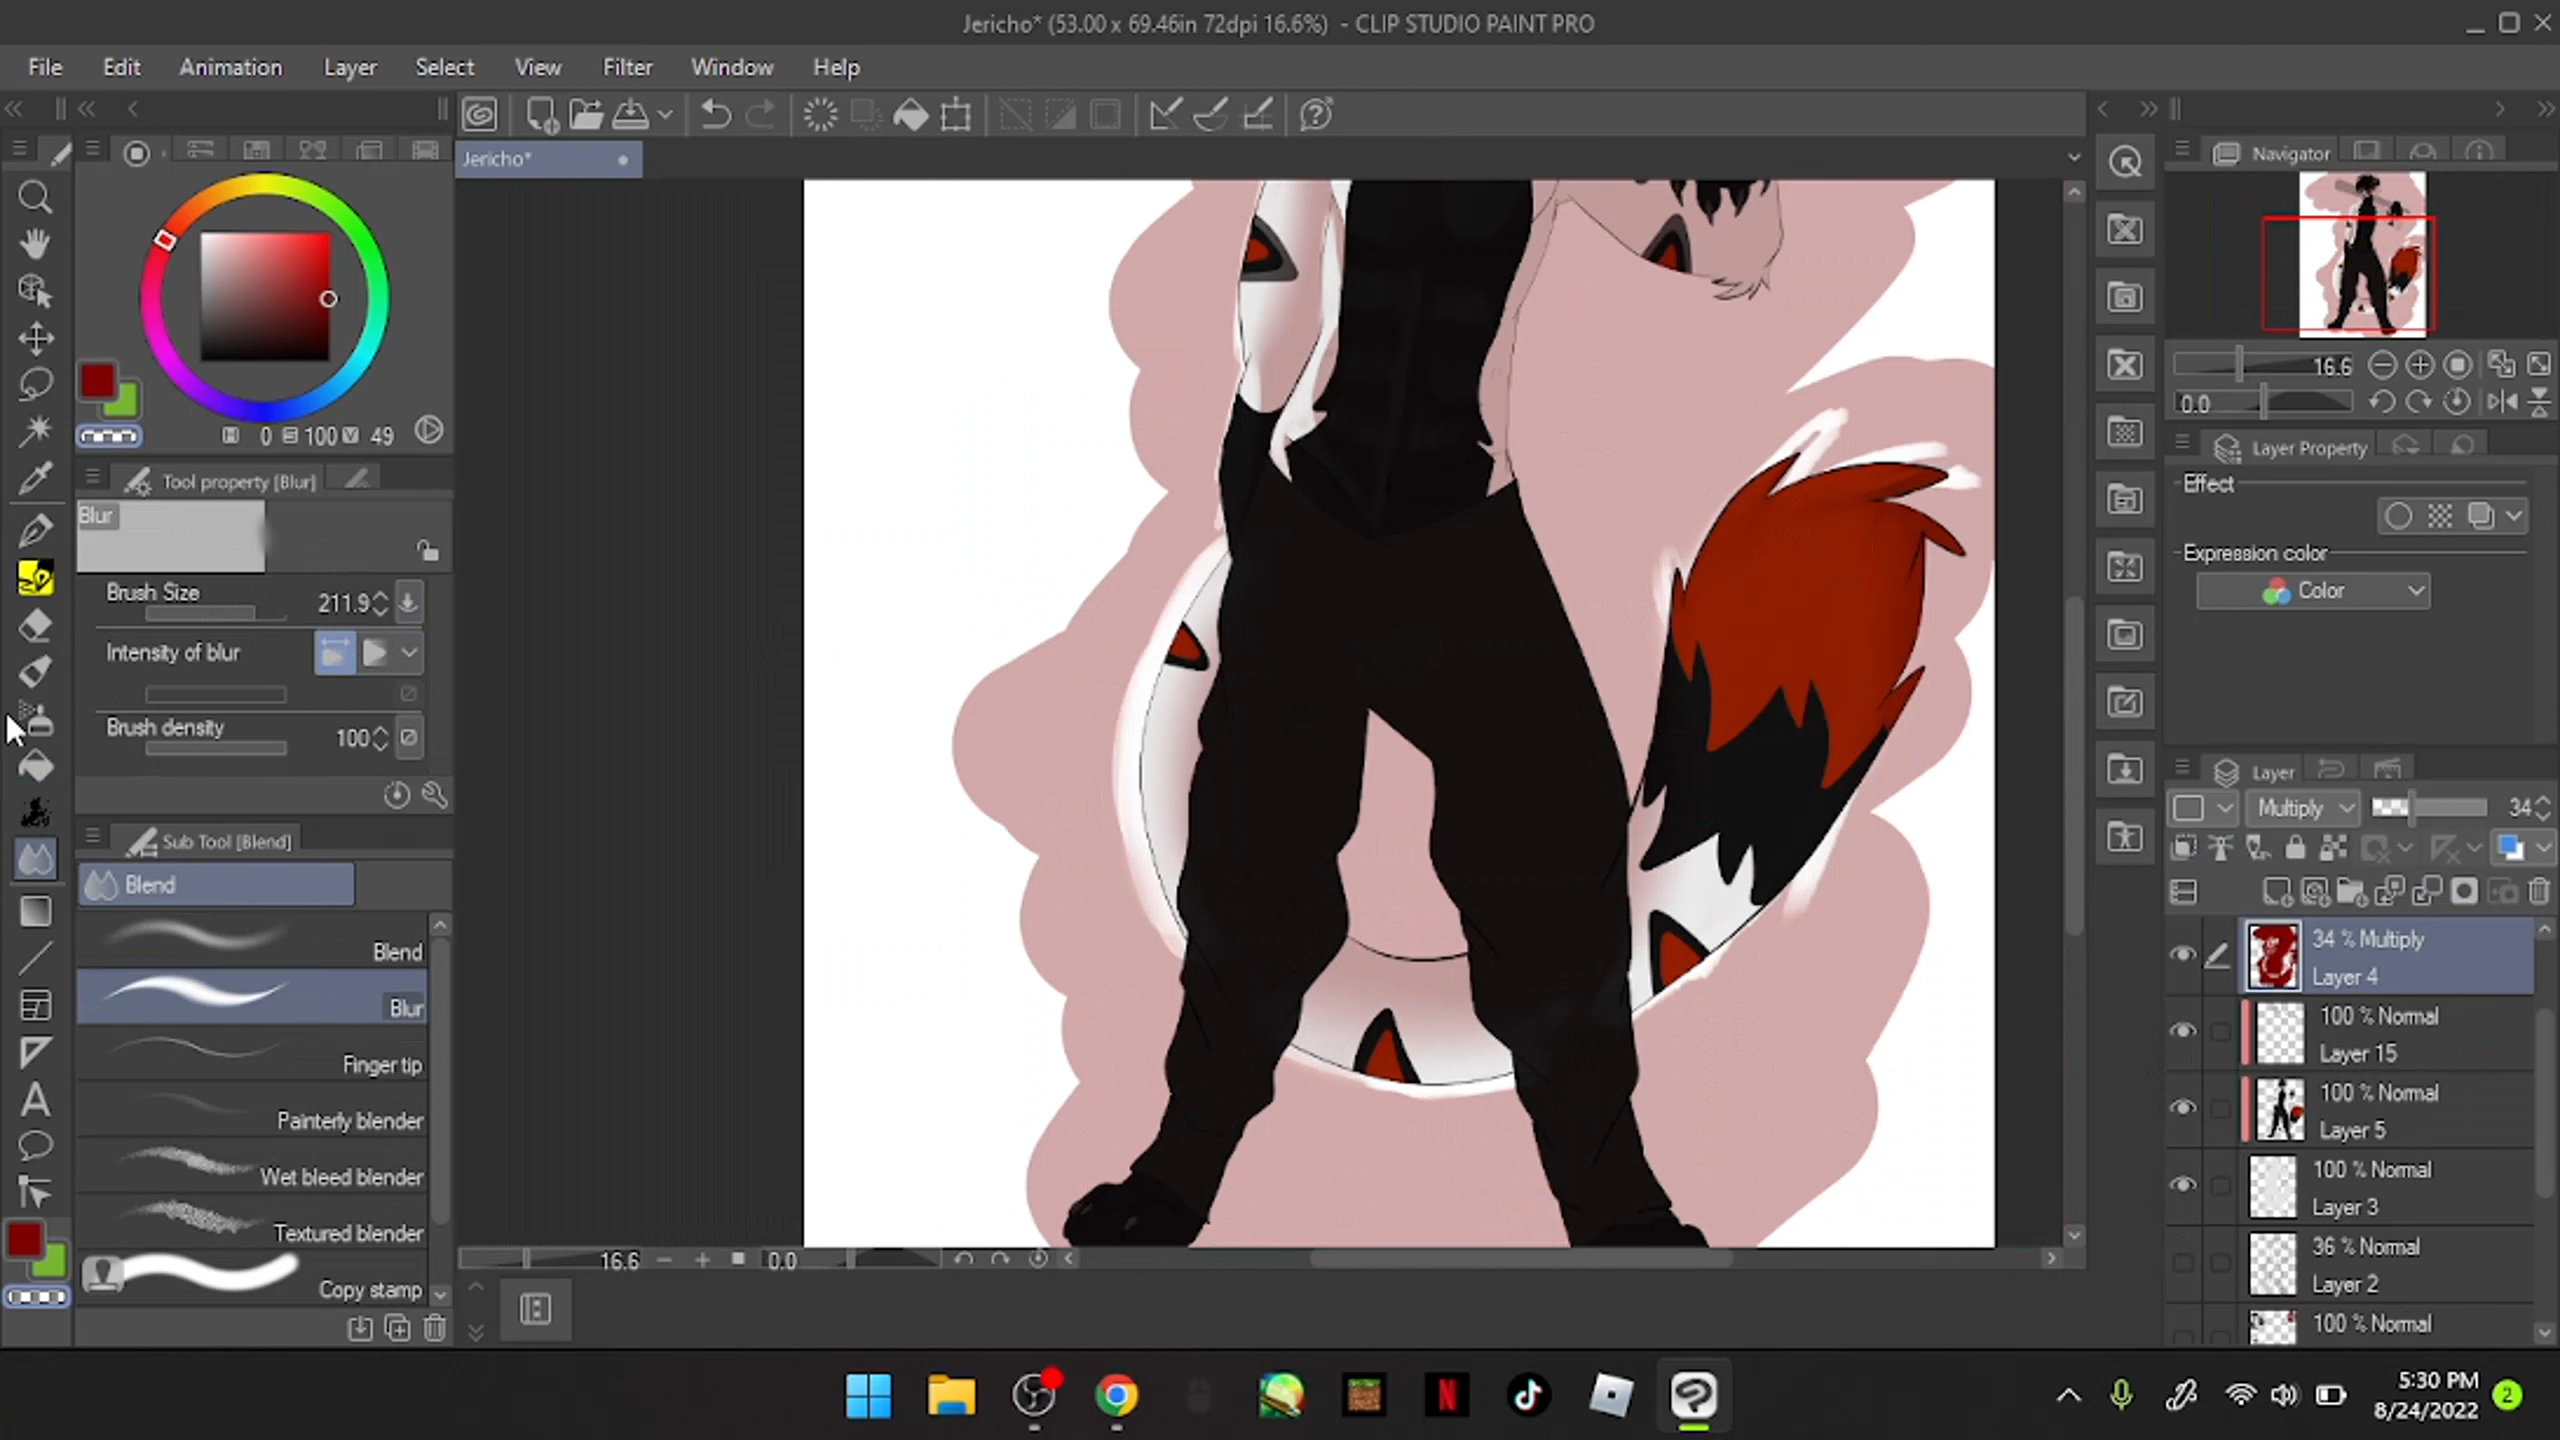 Jericho* (53.00 x 69.46in 72dpi 16.6%) - CLIP STUDIO PAINT PRO
File Edit Animation Layer Select View Filter Window Help
Jericho*
Navigator
H 0 S 100 V 49
16.6
0.0
Tool property [Blur]
Blur
Brush Size 211.9
Intensity of blur
Brush density 100
Sub Tool [Blend]
Blend
Blend
Blur
Finger tip
Painterly blender
Wet bleed blender
Textured blender
Copy stamp
16.6 0.0
Layer Property
Effect
Expression color
Color
Layer
Multiply 34
34 % Multiply
Layer 4
100 % Normal
Layer 15
100 % Normal
Layer 5
100 % Normal
Layer 3
36 % Normal
Layer 2
100 % Normal
N
5:30 PM
8/24/2022
2